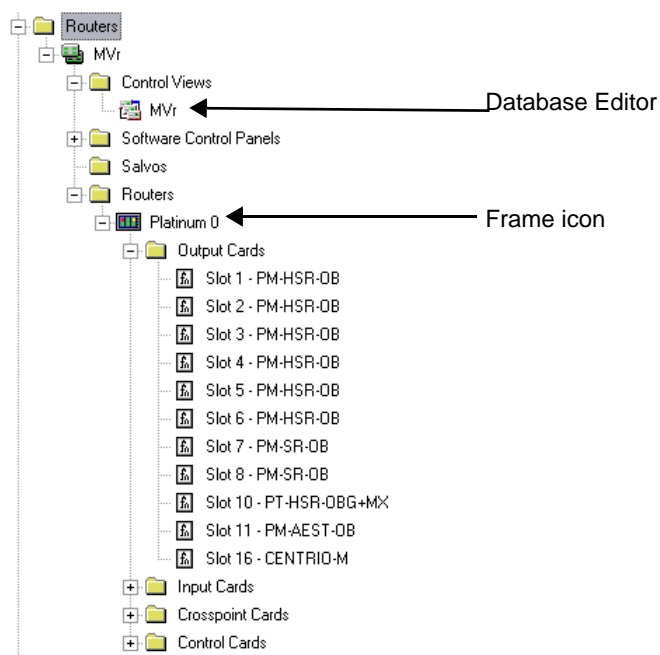 Routers
MVr
Control Views
MVr
Database Editor
Software Control Panels
Salvos
Routers
Platinum 0
Frame icon
Output Cards
Slot 1 - PM-HSR-OB
Slot 2 - PM-HSR-OB
Slot 3 - PM-HSR-OB
Slot 4 - PM-HSR-OB
Slot 5 - PM-HSR-OB
Slot 6 - PM-HSR-OB
Slot 7 - PM-SR-OB
Slot 8 - PM-SR-OB
Slot 10 - PT-HSR-OBG+MX
Slot 11 - PM-AEST-OB
Slot 16 - CENTRIO-M
Input Cards
Crosspoint Cards
Control Cards